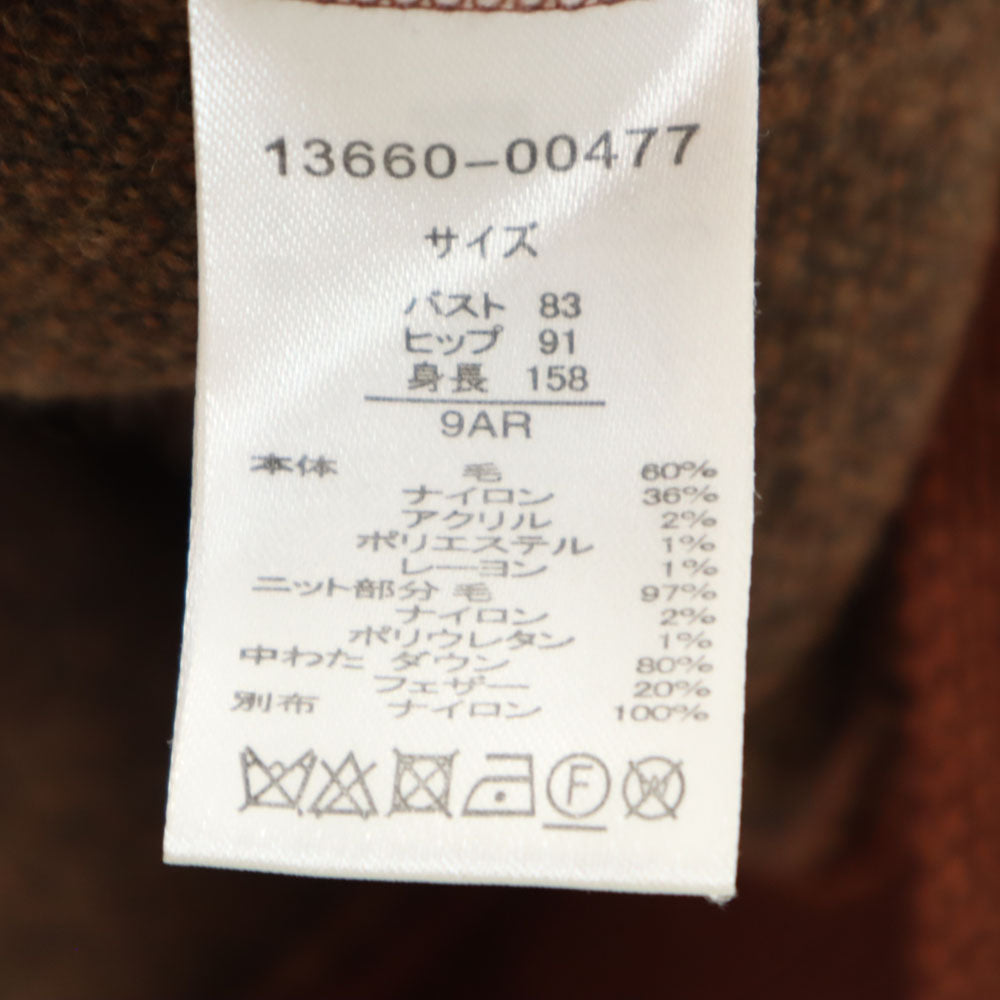 13660-00477
サイズ
バスト 83
ヒップ 91
身長 158
9AR
本体 毛 60%
ナイロン 36%
アクリル 2%
ポリエステル 1%
レーヨン 1%
ニット部分 毛 97%
ナイロン 2%
ポリウレタン 1%
中わた ダウン 80%
フェザー 20%
別布 ナイロン 100%
F W